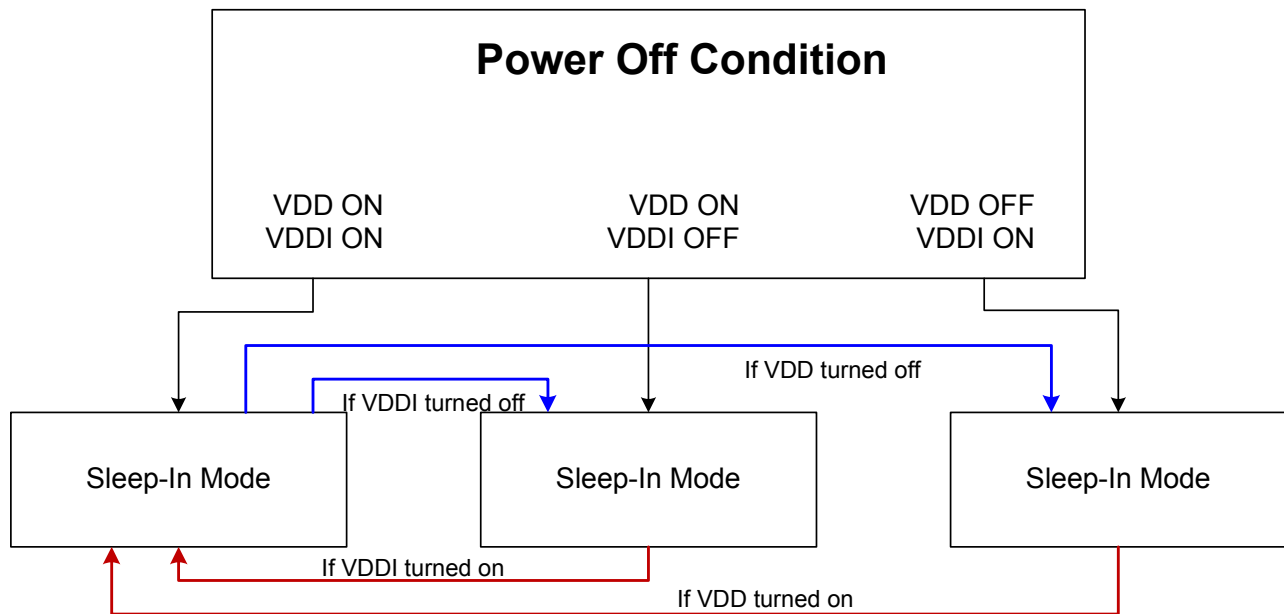 Power Off Condition
VDD ON
VDDI ON
VDD ON
VDDI OFF
VDD OFF
VDDI ON
If VDD turned off
If VDDI turned off
Sleep-In Mode
Sleep-In Mode
Sleep-In Mode
If VDDI turned on
If VDD turned on